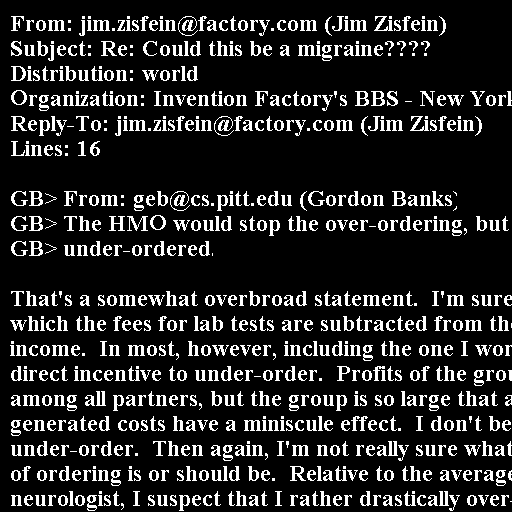 From: jim.zisfein@factory.com (Jim Zisfein)
Subject: Re: Could this be a migraine????
Distribution: world
Organization: Invention Factory's BBS - New York
Reply-To: jim.zisfein@factory.com (Jim Zisfein)
Lines: 16

GB> From: geb@cs.pitt.edu (Gordon Banks)
GB> The HMO would stop the over-ordering, but
GB> under-ordered.

That's a somewhat overbroad statement.  I'm sure
which the fees for lab tests are subtracted from the
income.  In most, however, including the one I wor
direct incentive to under-order.  Profits of the grou
among all partners, but the group is so large that a
generated costs have a miniscule effect.  I don't be
under-order.  Then again, I'm not really sure what
of ordering is or should be.  Relative to the average
neurologist, I suspect that I rather drastically over-